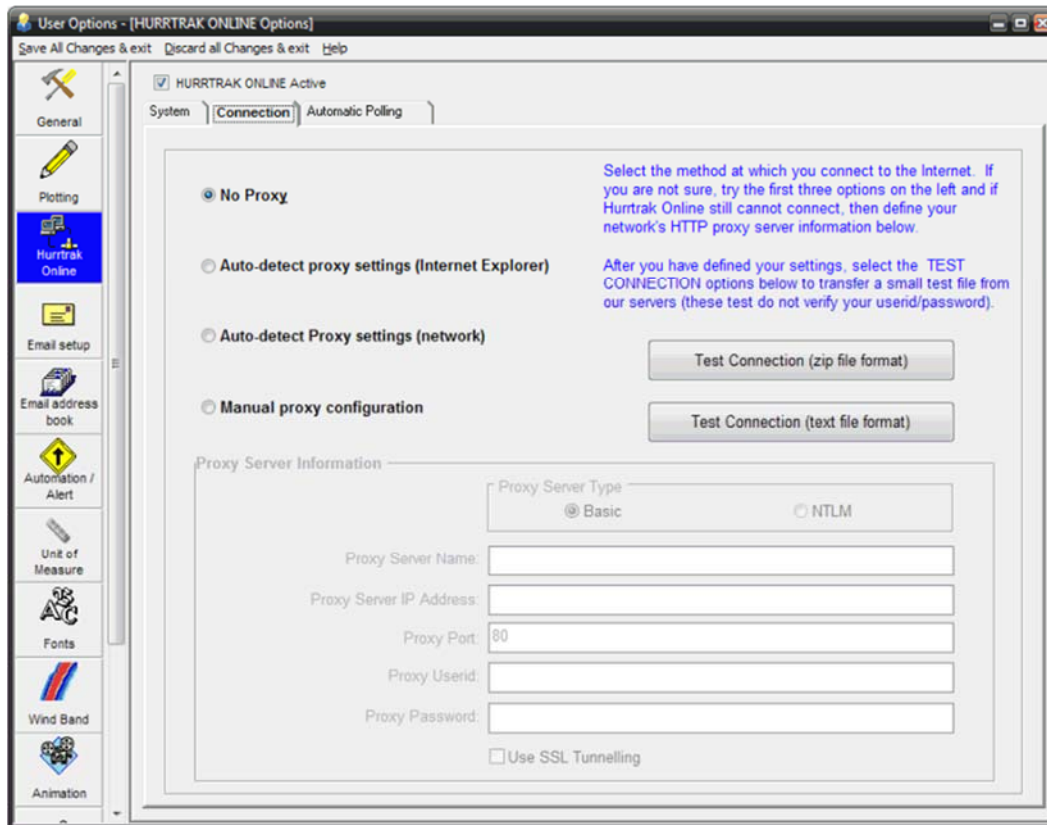 User Options - [HURRTRAK ONLINE Options]
Save All Changes & exit Discard all Changes & exit Help
General
Plotting
Hurrtrak
Online
Email setup
Email address
book
Automation /
Alert
Unit of
Measure
Fonts
Wind Band
Animation
HURRTRAK ONLINE Active
System Connection Automatic Polling
No Proxy
Auto-detect proxy settings (Internet Explorer)
Auto-detect Proxy settings (network)
Manual proxy configuration
Select the method at which you connect to the Internet. If
you are not sure, try the first three options on the left and if
Hurrtrak Online still cannot connect, then define your
network's HTTP proxy server information below.
After you have defined your settings, select the TEST
CONNECTION options below to transfer a small test file from
our servers (these test do not verify your userid/password).
Test Connection (zip file format)
Test Connection (text file format)
Proxy Server Information
Proxy Server Type
Basic NTLM
Proxy Server Name:
Proxy Server IP Address:
Proxy Port: 80
Proxy Userid:
Proxy Password:
Use SSL Tunnelling